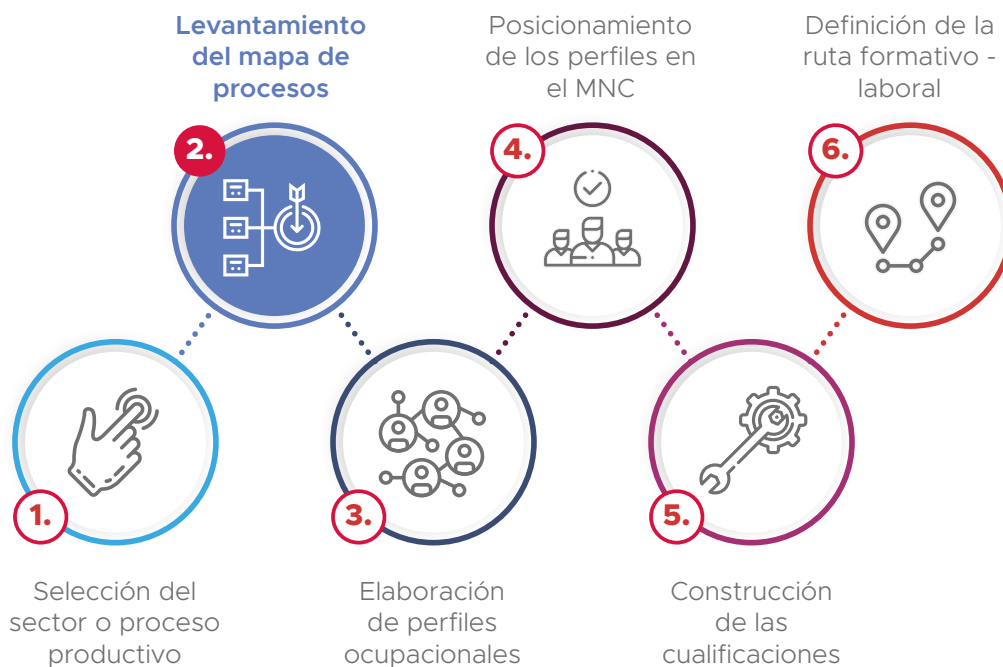 Levantamiento
del mapa de
procesos
Posicionamiento
de los perfiles en
el MNC
Definición de la
ruta formativo -
laboral
2.
4.
6.
1.
3.
5.
Selección del
sector o proceso
productivo
Elaboración
de perfiles
ocupacionales
Construcción
de las
cualificaciones